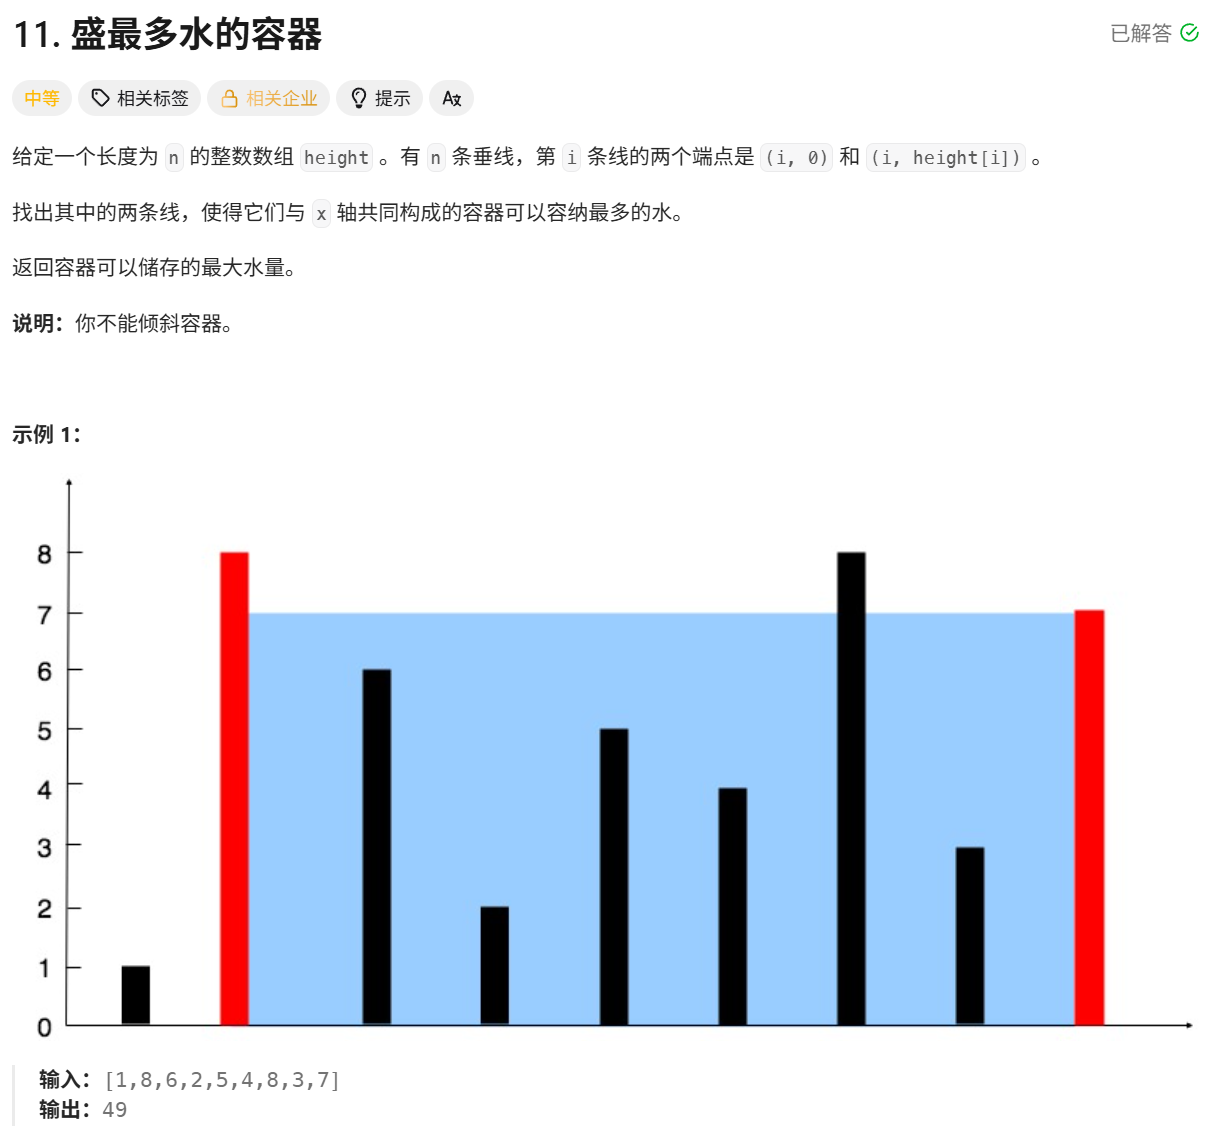 11. 盛最多水的容器
已解答
中等 相关标签 相关企业 提示 A文
给定一个长度为 n 的整数数组 height 。有 n 条垂线，第 i 条线的两个端点是 (i, 0) 和 (i, height[i]) 。
找出其中的两条线，使得它们与 x 轴共同构成的容器可以容纳最多的水。
返回容器可以储存的最大水量。
说明：你不能倾斜容器。
示例 1：
8
7
6
5
4
3
2
1
0
输入：[1,8,6,2,5,4,8,3,7]
输出：49